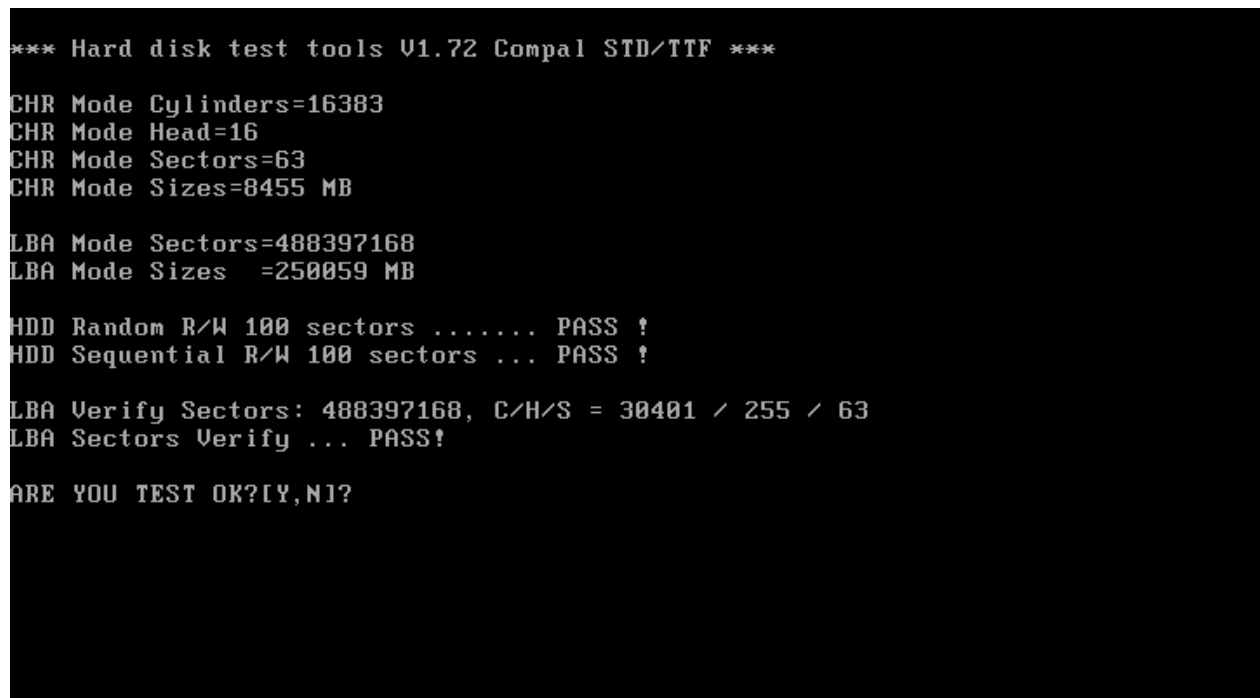 *** Hard disk test tools V1.72 Compal STD/TTF ***
CHR Mode Cylinders=16383
CHR Mode Head=16
CHR Mode Sectors=63
CHR Mode Sizes=8455 MB
LBA Mode Sectors=488397168
LBA Mode Sizes  =250059 MB
HDD Random R/W 100 sectors ....... PASS !
HDD Sequential R/W 100 sectors ... PASS !
LBA Verify Sectors: 488397168, C/H/S = 30401 / 255 / 63
LBA Sectors Verify ... PASS!
ARE YOU TEST OK?[Y,N]?